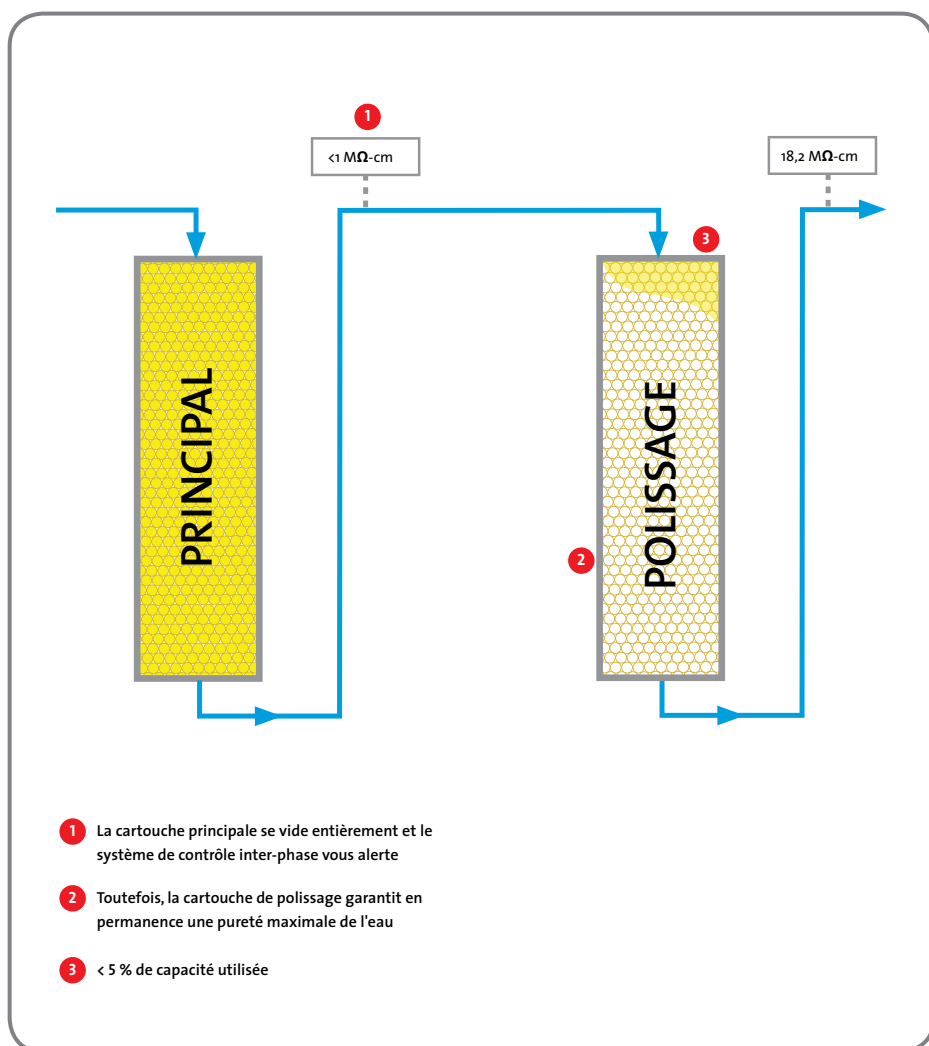 1
<1 MΩ-cm
18,2 MΩ-cm
3
PRINCIPAL
POLISSAGE
2
1 La cartouche principale se vide entièrement et le
système de contrôle inter-phase vous alerte
2 Toutefois, la cartouche de polissage garantit en
permanence une pureté maximale de l'eau
3 < 5 % de capacité utilisée